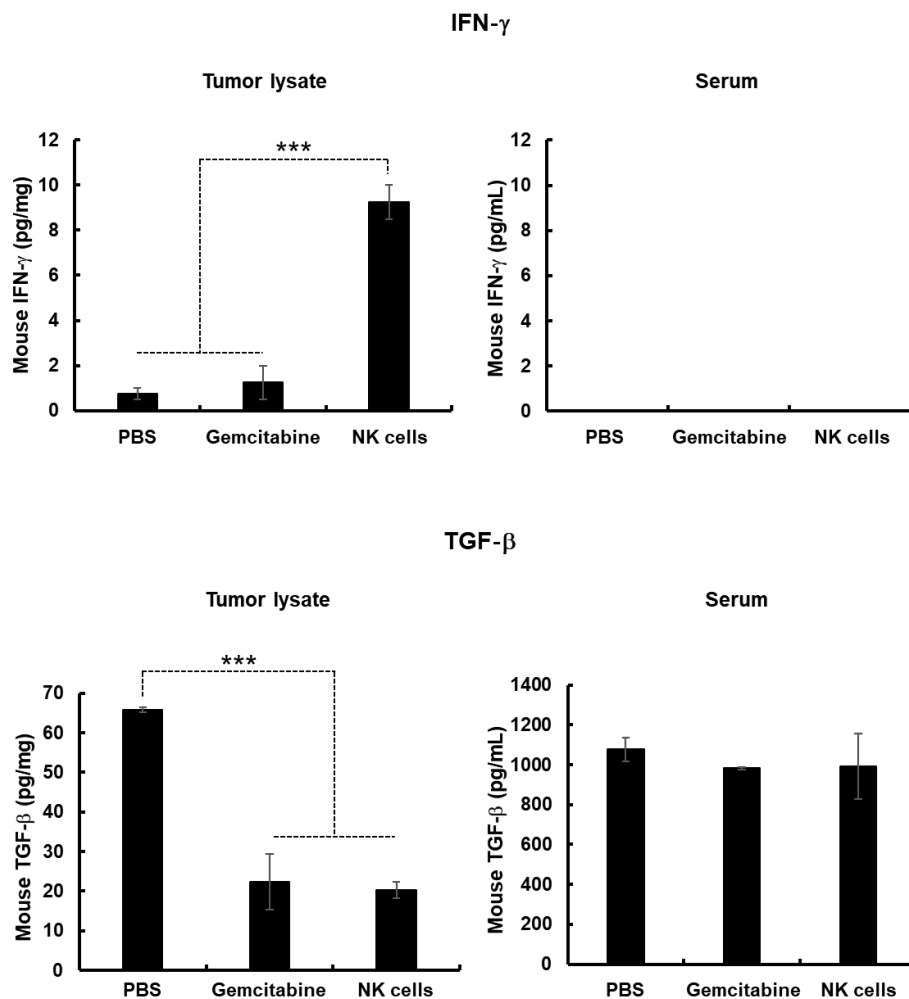 IFN-γ
Tumor lysate
Serum
Mouse IFN-γ (pg/mg)
12
10
8
6
4
2
0
***
PBS
Gemcitabine
NK cells
Mouse IFN-γ (pg/mL)
12
10
8
6
4
2
0
PBS
Gemcitabine
NK cells
TGF-β
Tumor lysate
Serum
Mouse TGF-β (pg/mg)
70
60
50
40
30
20
10
0
***
PBS
Gemcitabine
NK cells
Mouse TGF-β (pg/mL)
1400
1200
1000
800
600
400
200
0
PBS
Gemcitabine
NK cells